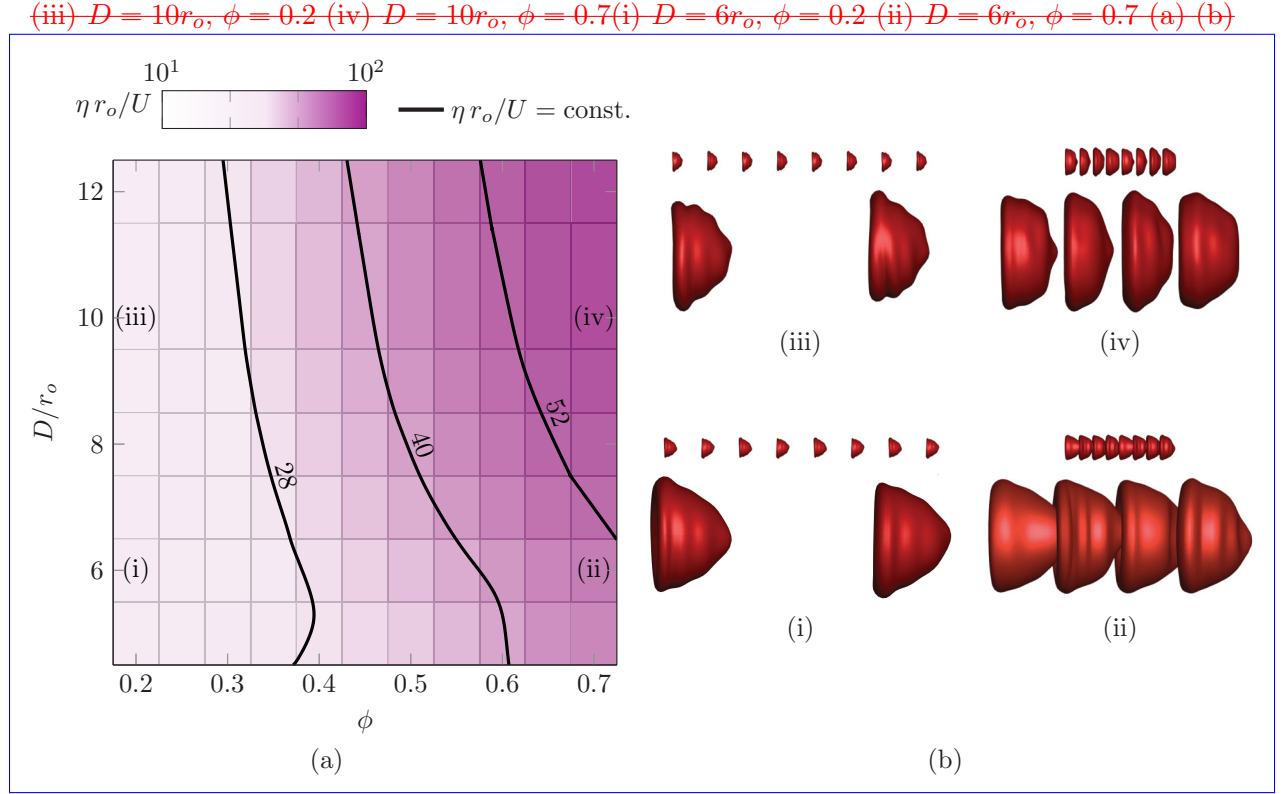 (iii) D = 10r_o, ϕ = 0.2 (iv) D = 10r_o, ϕ = 0.7(i) D = 6r_o, ϕ = 0.2 (ii) D = 6r_o, ϕ = 0.7 (a) (b)
10^1 10^2
η r_o/U
η r_o/U = const.
12
10
8
6
D/r_o
(iii)
(iv)
(i)
(ii)
28
40
52
0.2 0.3 0.4 0.5 0.6 0.7
ϕ
(a)
(iii)
(iv)
(i)
(ii)
(b)